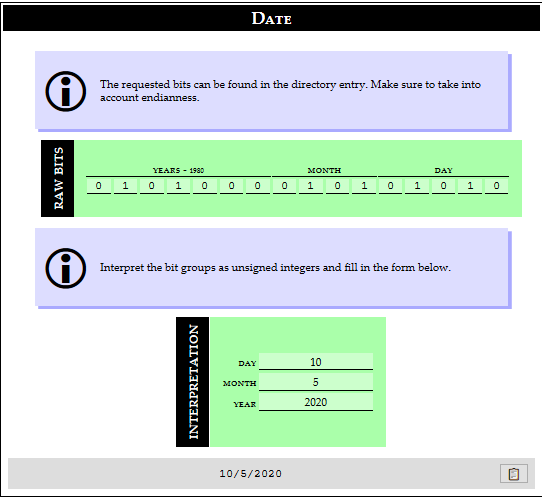 DATE
The requested bits can be found in the directory entry. Make sure to take into
account endianness.
RAW BITS
YEARS - 1980 MONTH DAY
0 1 0 1 0 0 0 0 1 0 1 0 1 0 1 0
Interpret the bit groups as unsigned integers and fill in the form below.
INTERPRETATION
DAY 10
MONTH 5
YEAR 2020
10/5/2020